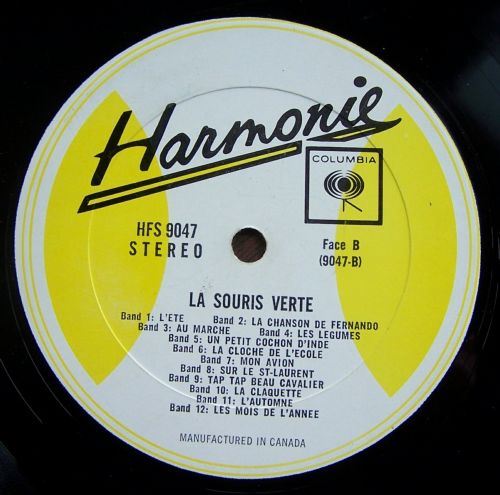 Harmonie
COLUMBIA
HFS 9047
STEREO
Face B
(9047-B)
LA SOURIS VERTE
Band 1: L'ETE Band 2: LA CHANSON DE FERNANDO
Band 3: AU MARCHE Band 4: LES LEGUMES
Band 5: UN PETIT COCHON D'INDE
Band 6: LA CLOCHE DE L'ECOLE
Band 7: MON AVION
Band 8: SUR LE ST-LAURENT
Band 9: TAP TAP BEAU CAVALIER
Band 10: LA CLAQUETTE
Band 11: L'AUTOMNE
Band 12: LES MOIS DE L'ANNEE
MANUFACTURED IN CANADA